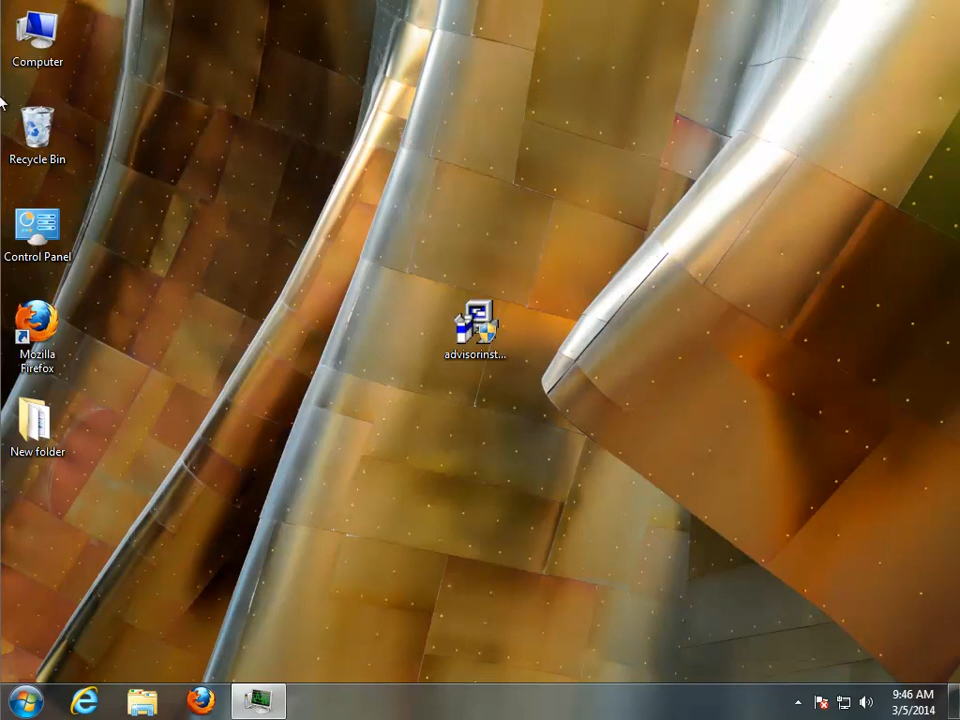 Computer
Recycle Bin
Control Panel
Mozilla
Firefox
New folder
advisorinst...
9:46 AM
3/5/2014